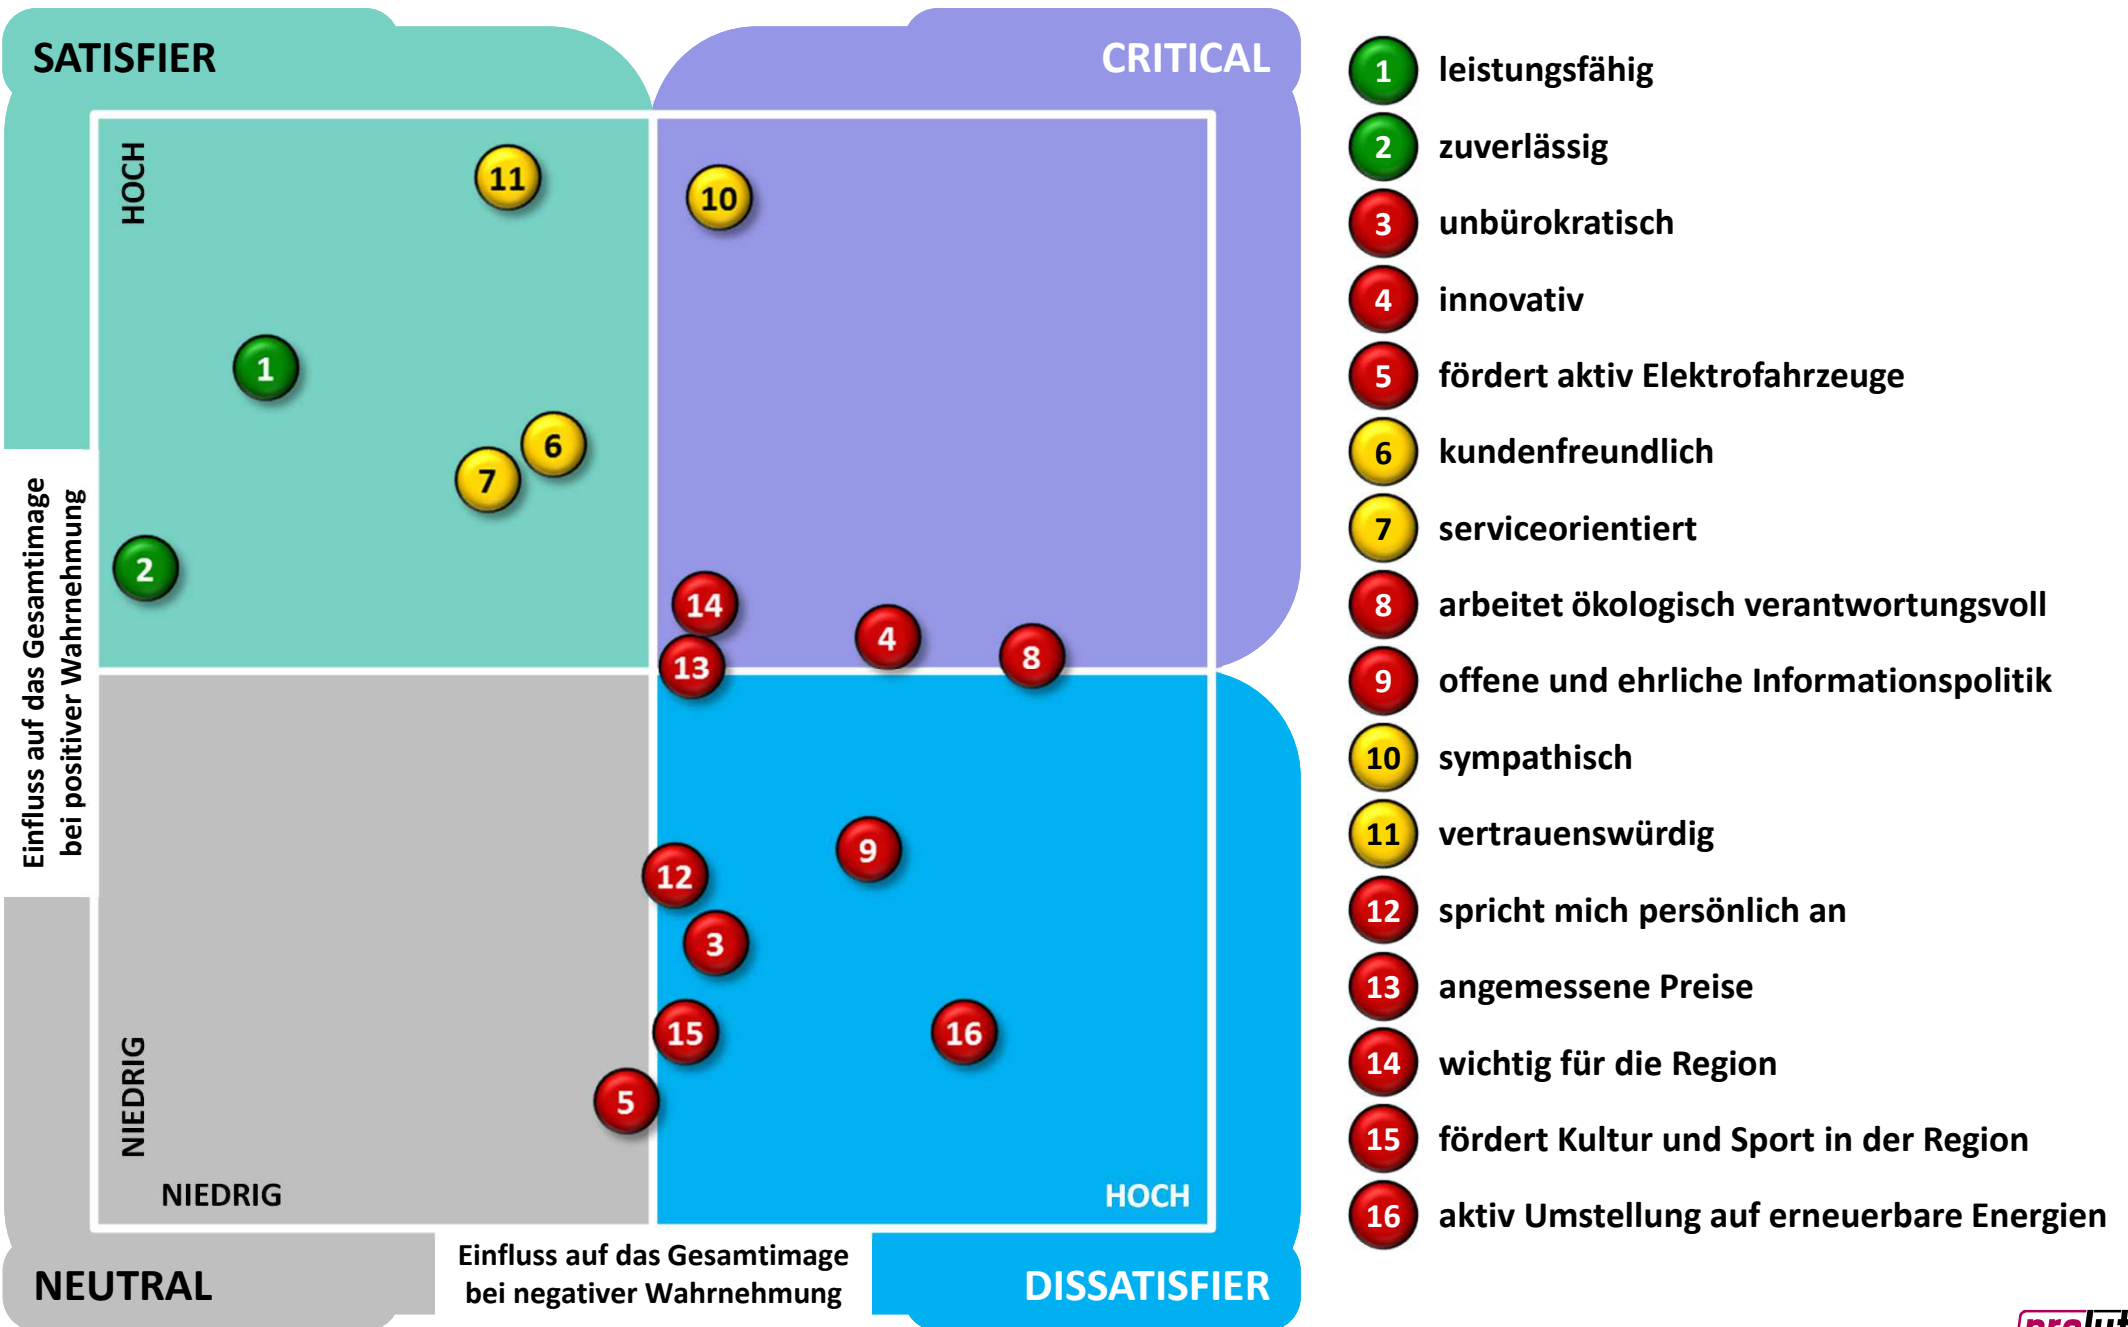 SATISFIER
CRITICAL
HOCH
11
10
1
6
7
2
14
4
13
8
Einfluss auf das Gesamtimage
bei positiver Wahrnehmung
9
12
3
15
16
5
NIEDRIG
NIEDRIG
HOCH
Einfluss auf das Gesamtimage
bei negativer Wahrnehmung
NEUTRAL
DISSATISFIER
1 leistungsfähig
2 zuverlässig
3 unbürokratisch
4 innovativ
5 fördert aktiv Elektrofahrzeuge
6 kundenfreundlich
7 serviceorientiert
8 arbeitet ökologisch verantwortungsvoll
9 offene und ehrliche Informationspolitik
10 sympathisch
11 vertrauenswürdig
12 spricht mich persönlich an
13 angemessene Preise
14 wichtig für die Region
15 fördert Kultur und Sport in der Region
16 aktiv Umstellung auf erneuerbare Energien